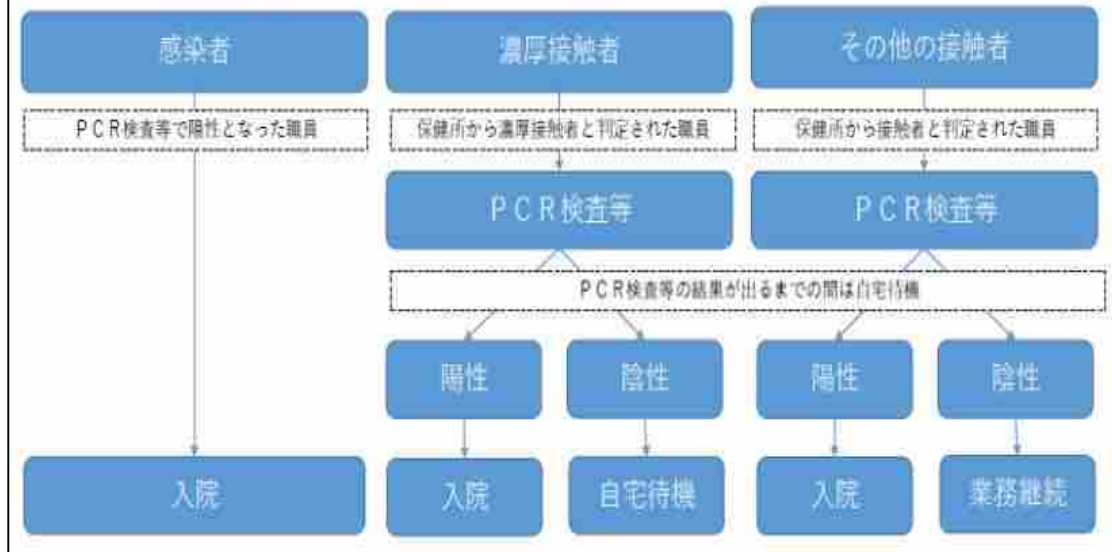 感染者
濃厚接触者
その他の接触者
ＰＣＲ検査等で陽性となった職員
保健所から濃厚接触者と判定された職員
保健所から接触者と判定された職員
ＰＣＲ検査等
ＰＣＲ検査等
ＰＣＲ検査等の結果が出るまでの間は自宅待機
陽性
陰性
陽性
陰性
入院
入院
自宅待機
入院
業務継続